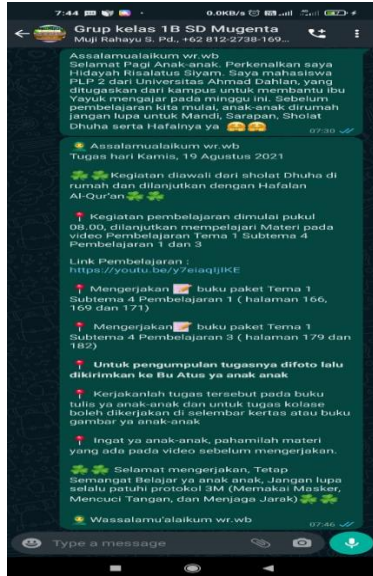 7:44
0.0KB/s
Grup kelas 1B SD Mugenta
Muji Rahayu S. Pd., +62 812-2738-169...
Assalamualaikum wr.wb
Selamat Pagi Anak-anak. Perkenalkan saya
Hidayah Risalatus Siyam. Saya mahasiswa
PLP 2 dari Universitas Ahmad Dahlan, yang
ditugaskan dari kampus untuk membantu ibu
Yayuk mengajar pada minggu ini. Sebelum
pembelajaran kita mulai, anak-anak dirumah
jangan lupa untuk Mandi, Sarapan, Sholat
Dhuha serta Hafalnya ya
07:30
Assalamualaikum wr.wb
Tugas hari Kamis, 19 Agustus 2021
Kegiatan diawali dari sholat Dhuha di
rumah dan dilanjutkan dengan Hafalan
Al-Qur'an
Kegiatan pembelajaran dimulai pukul
08.00, dilanjutkan mempelajari Materi pada
video Pembelajaran Tema 1 Subtema 4
Pembelajaran 1 dan 3
Link Pembelajaran :
https://youtu.be/y7eiaqIjIKE
Mengerjakan 📝 buku paket Tema 1
Subtema 4 Pembelajaran 1 ( halaman 166,
169 dan 171)
Mengerjakan 📝 buku paket Tema 1
Subtema 4 Pembelajaran 3 ( halaman 179 dan
182)
Untuk pengumpulan tugasnya difoto lalu
dikirimkan ke Bu Atus ya anak anak
Kerjakanlah tugas tersebut pada buku
tulis ya anak-anak dan untuk tugas kolase
boleh dikerjakan di selembar kertas atau buku
gambar ya anak-anak
Ingat ya anak-anak, pahamilah materi
yang ada pada video sebelum mengerjakan.
Selamat mengerjakan, Tetap
Semangat Belajar ya anak anak, Jangan lupa
selalu patuhi protokol 3M (Memakai Masker,
Mencuci Tangan, dan Menjaga Jarak)
Wassalamu'alaikum wr.wb
07:46
Type a message